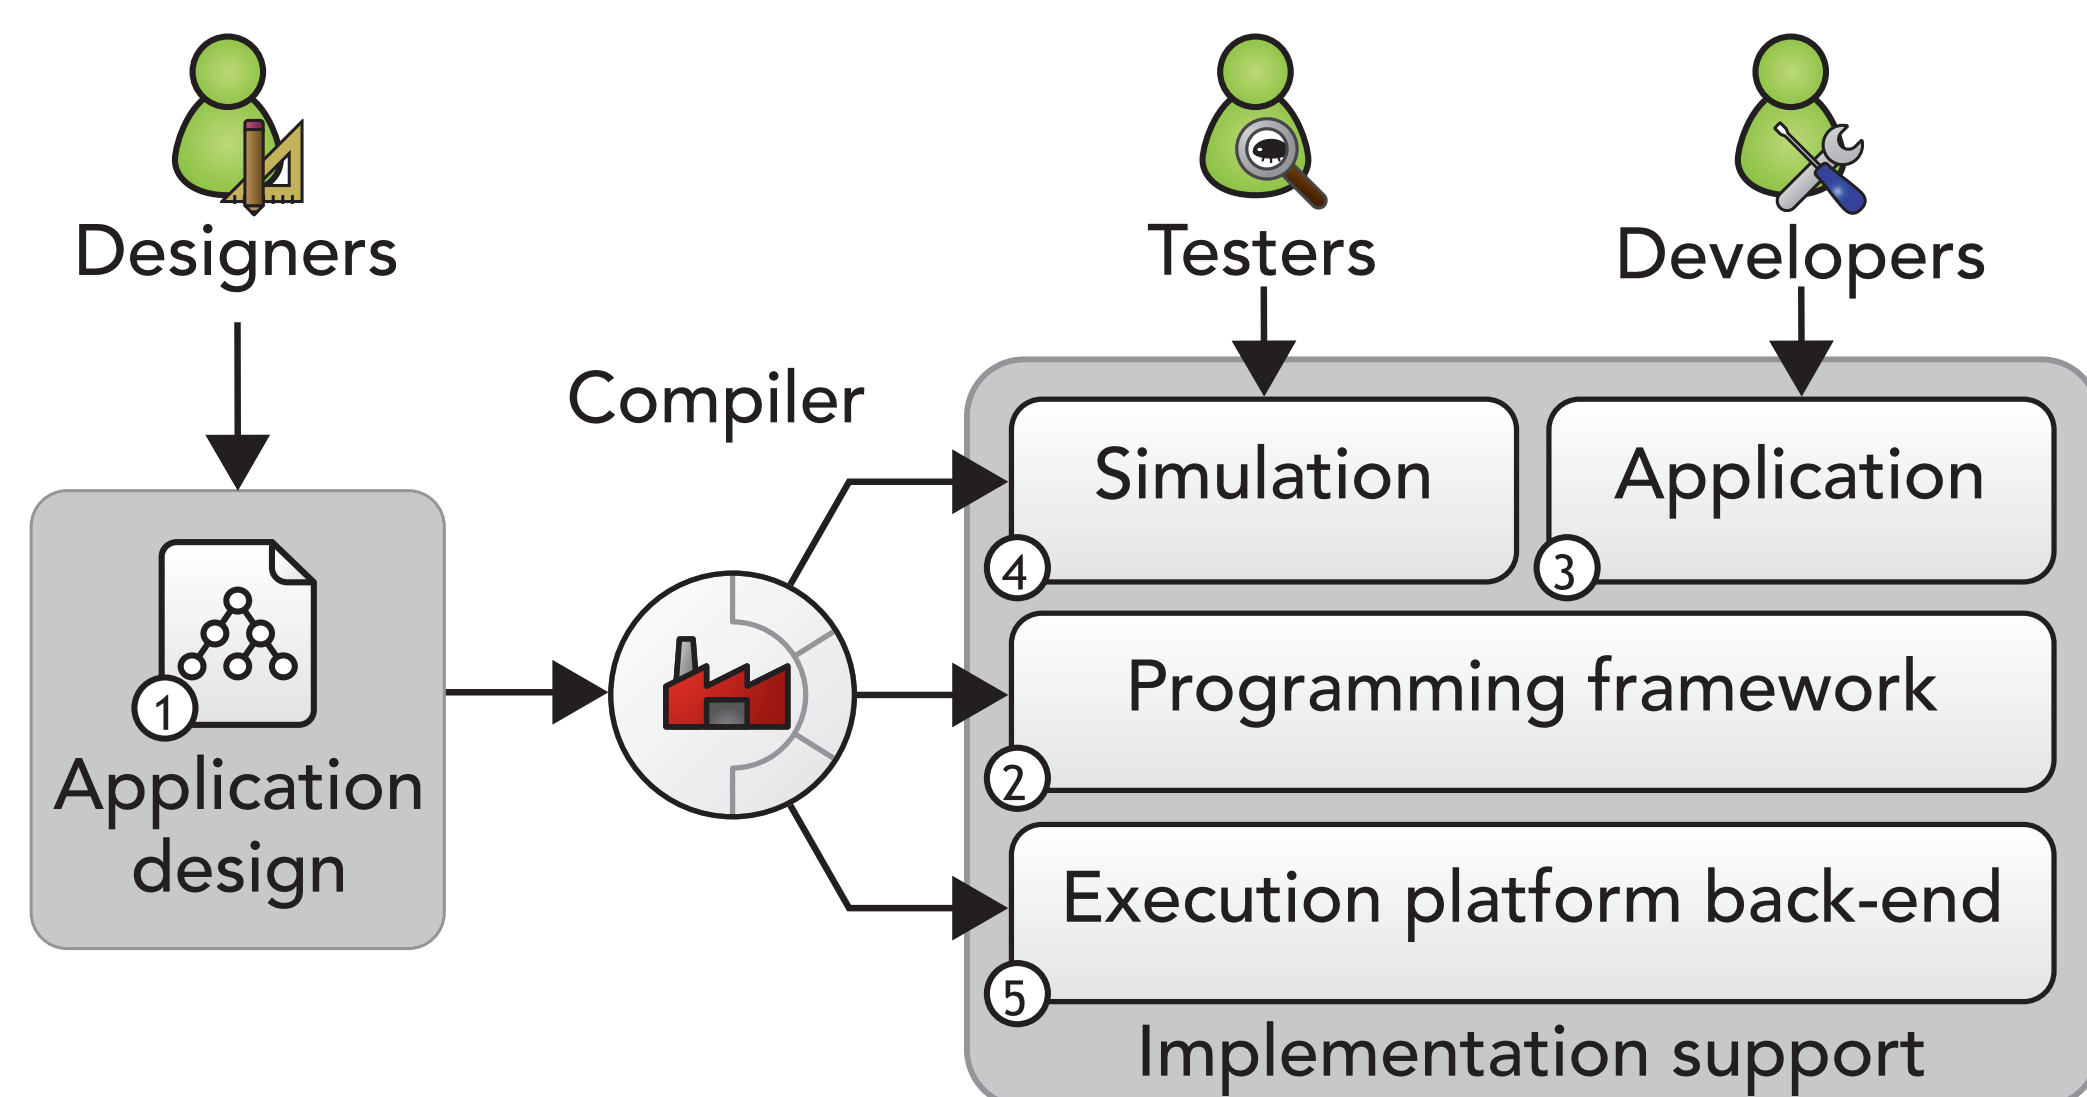 Designers
Testers
Developers
Compiler
Simulation
Application
4
3
1
Programming framework
2
Application
design
Execution platform back-end
5
Implementation support